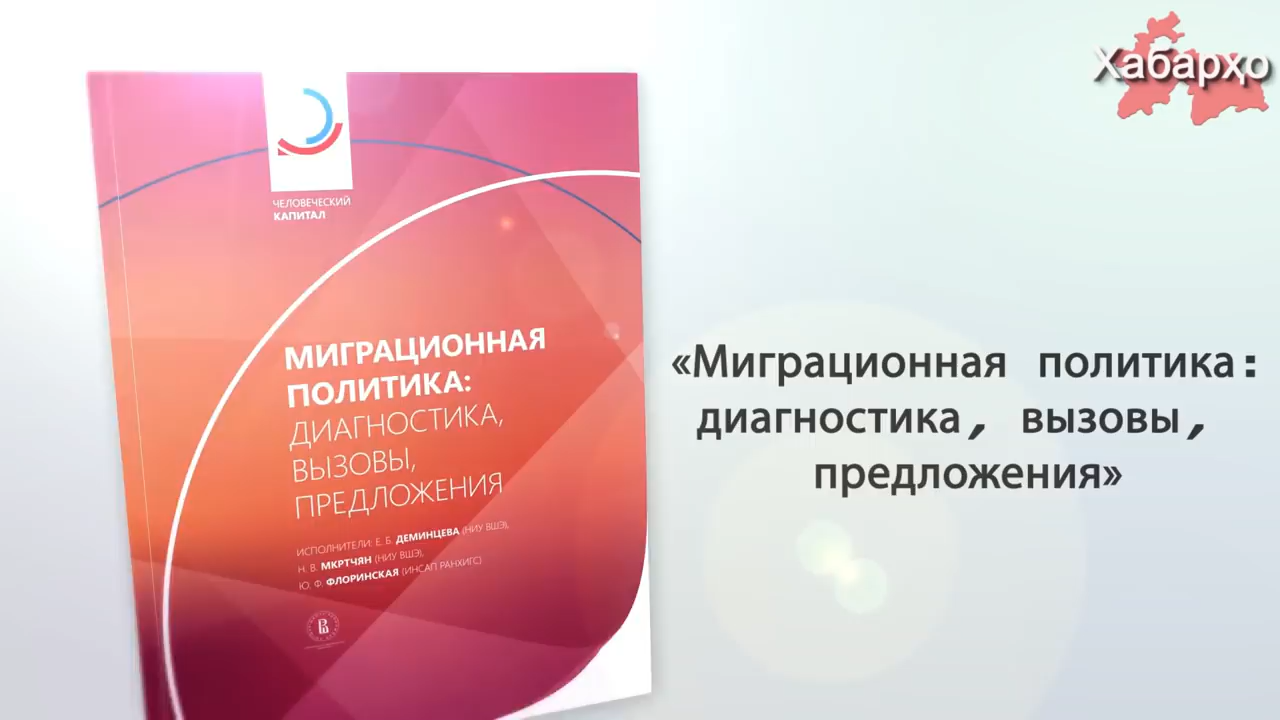 Хабарҳо
ЧЕЛОВЕЧЕСКИЙ
КАПИТАЛ
МИГРАЦИОННАЯ
ПОЛИТИКА:
ДИАГНОСТИКА,
ВЫЗОВЫ,
ПРЕДЛОЖЕНИЯ
ИСПОЛНИТЕЛИ: Е. Б. ДЕМИНЦЕВА (НИУ ВШЭ),
Н. В. МКРТЧЯН (НИУ ВШЭ),
Ю. Ф. ФЛОРИНСКАЯ (ИНСАП РАНХИГС)
«Миграционная политика:
диагностика, вызовы,
предложения»